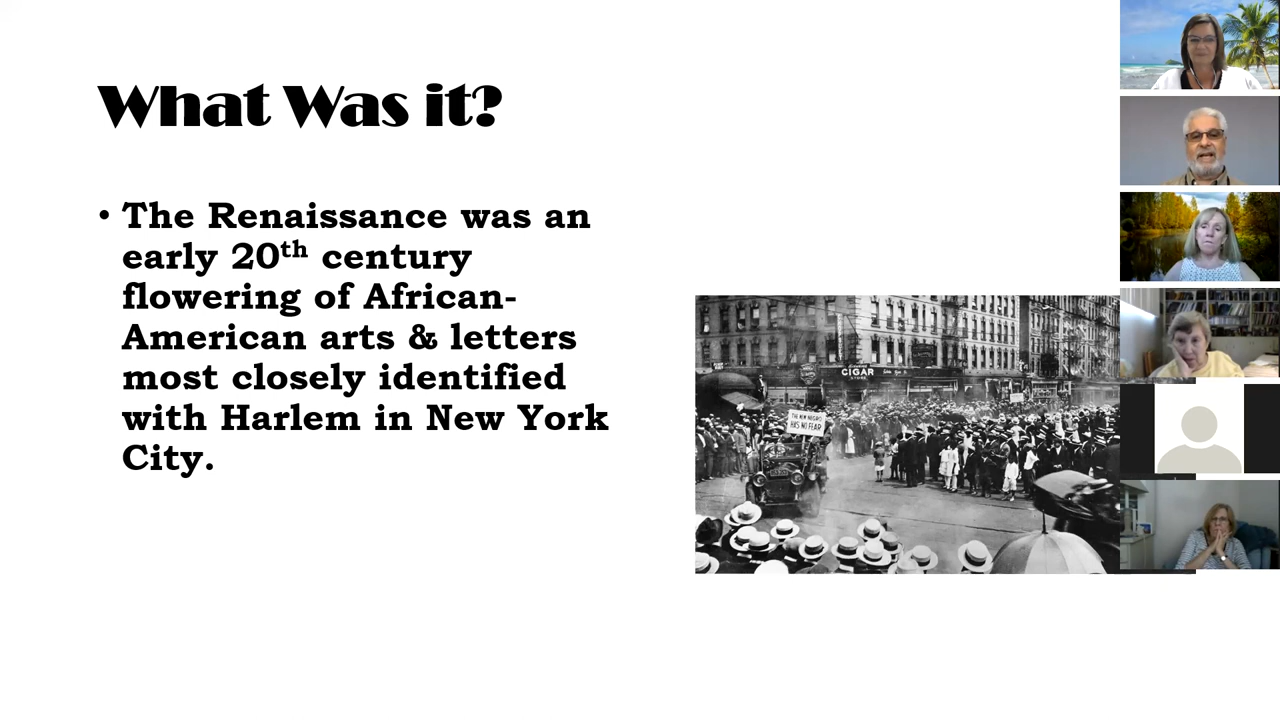 What Was it?
• The Renaissance was an
early 20th century
flowering of African-
American arts & letters
most closely identified
with Harlem in New York
City.
CIGAR
STORE
THE NEW NEGRO
HAS NO FEAR